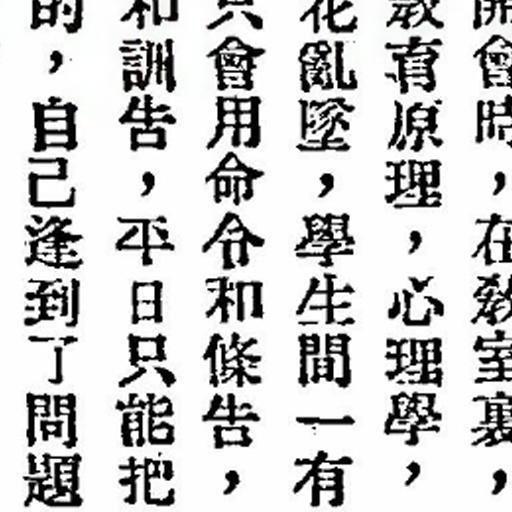 開會時，在教室裏，
教育原理，心理學，
花亂墜，學生間一有
只會用命令和條告，
和訓告，平日只能把
的，自己逢到了問題